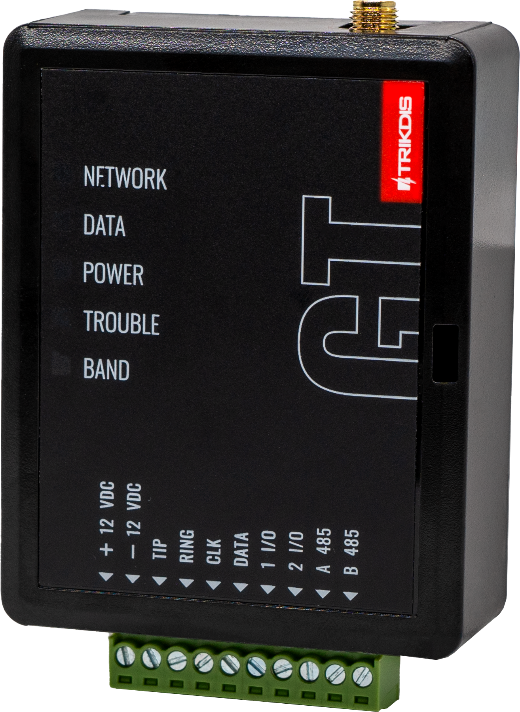 TRIKDIS
NETWORK
DATA
POWER
TROUBLE
BAND
GT
+ 12 VDC
– 12 VDC
TIP
RING
CLK
DATA
1 I/O
2 I/O
A 485
B 485